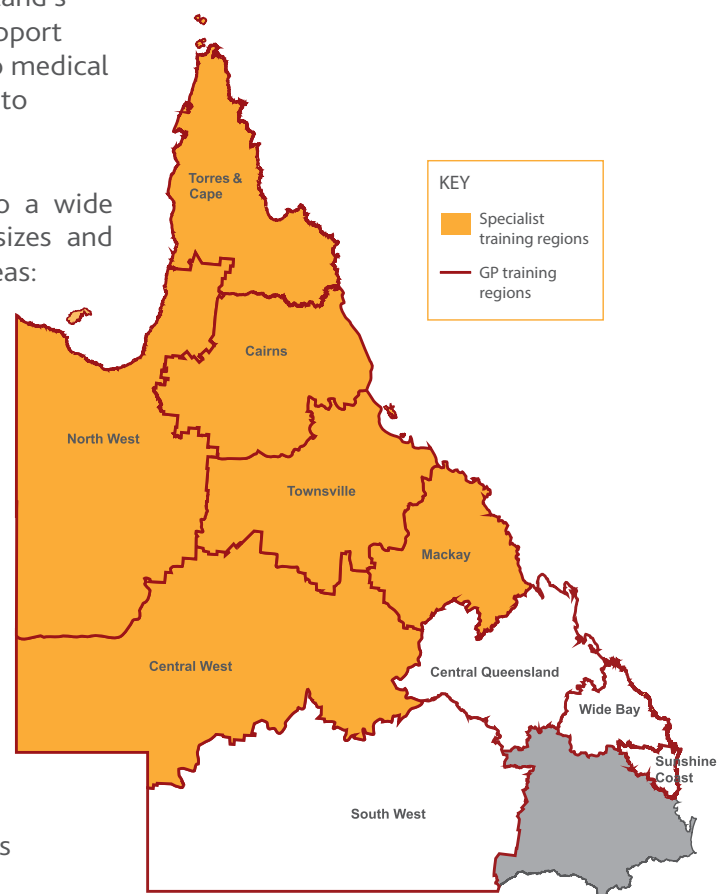 land's
pport
o medical
to
o a wide
sizes and
eas:
s
Torres &
Cape
KEY
Specialist
training regions
GP training
regions
Cairns
North West
Townsville
Mackay
Central West
Central Queensland
Wide Bay
Sunshine
Coast
South West